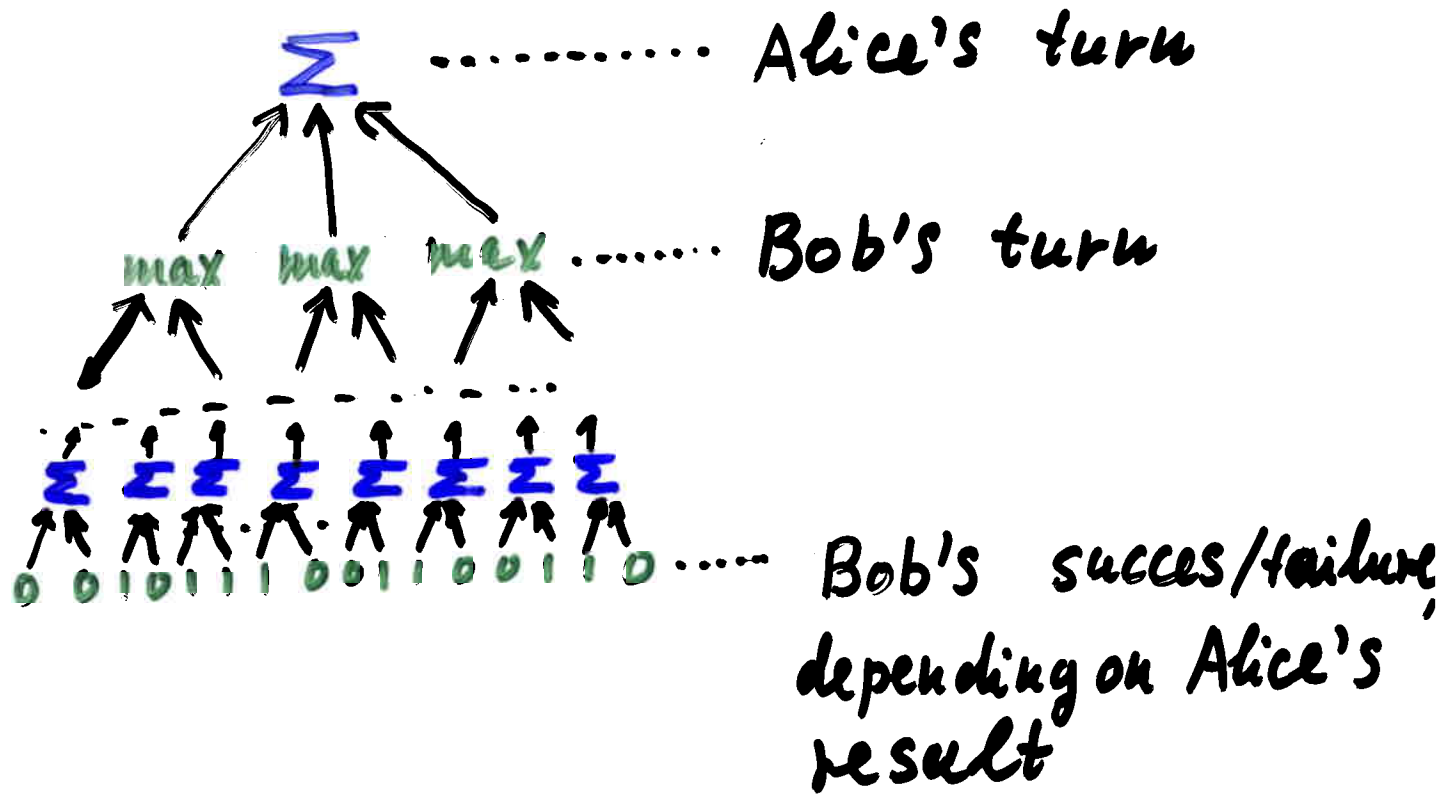 Σ ........... Alice's turn
max max max ....... Bob's turn
Σ Σ Σ Σ Σ Σ Σ Σ
0 0 1 0 1 1 1 0 0 1 1 0 0 1 1 0 ..... Bob's succes/failure,
depending on Alice's
result